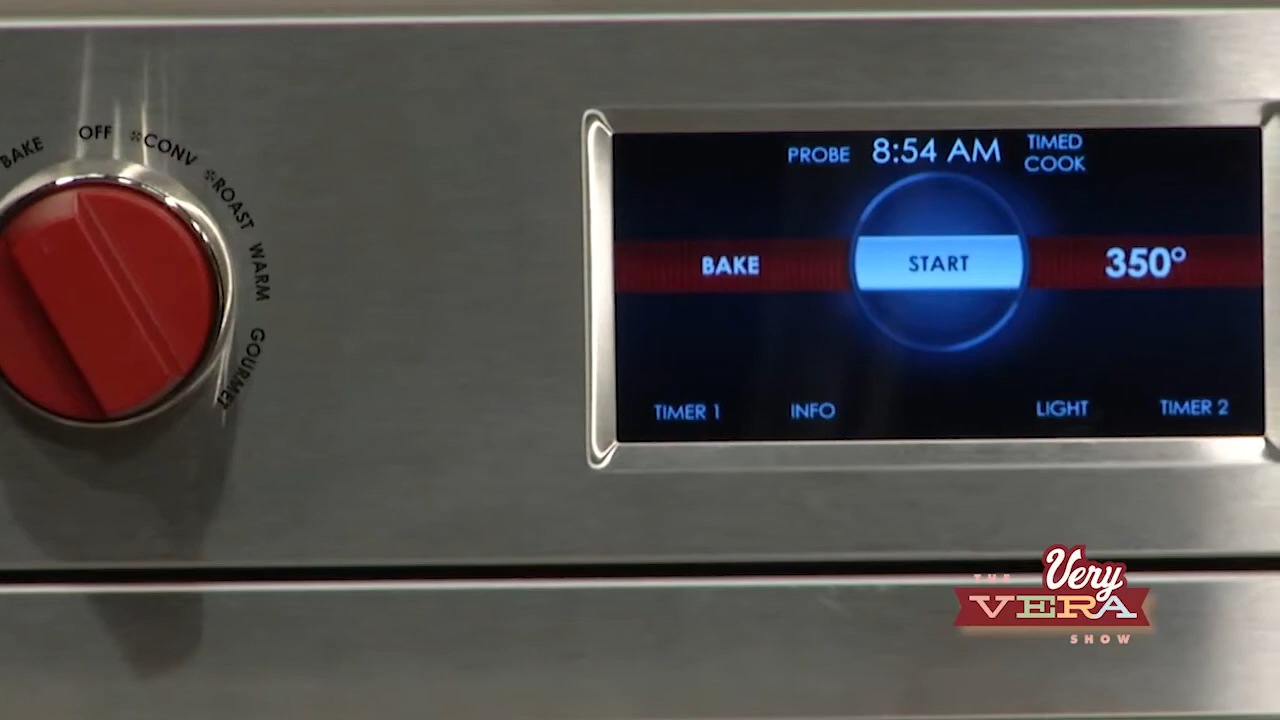 BAKE
OFF
CONV
ROAST
WARM
GOURMET
PROBE
8:54 AM
TIMED
COOK
BAKE
START
350°
TIMER 1
INFO
LIGHT
TIMER 2
THE
Very
VERA
SHOW